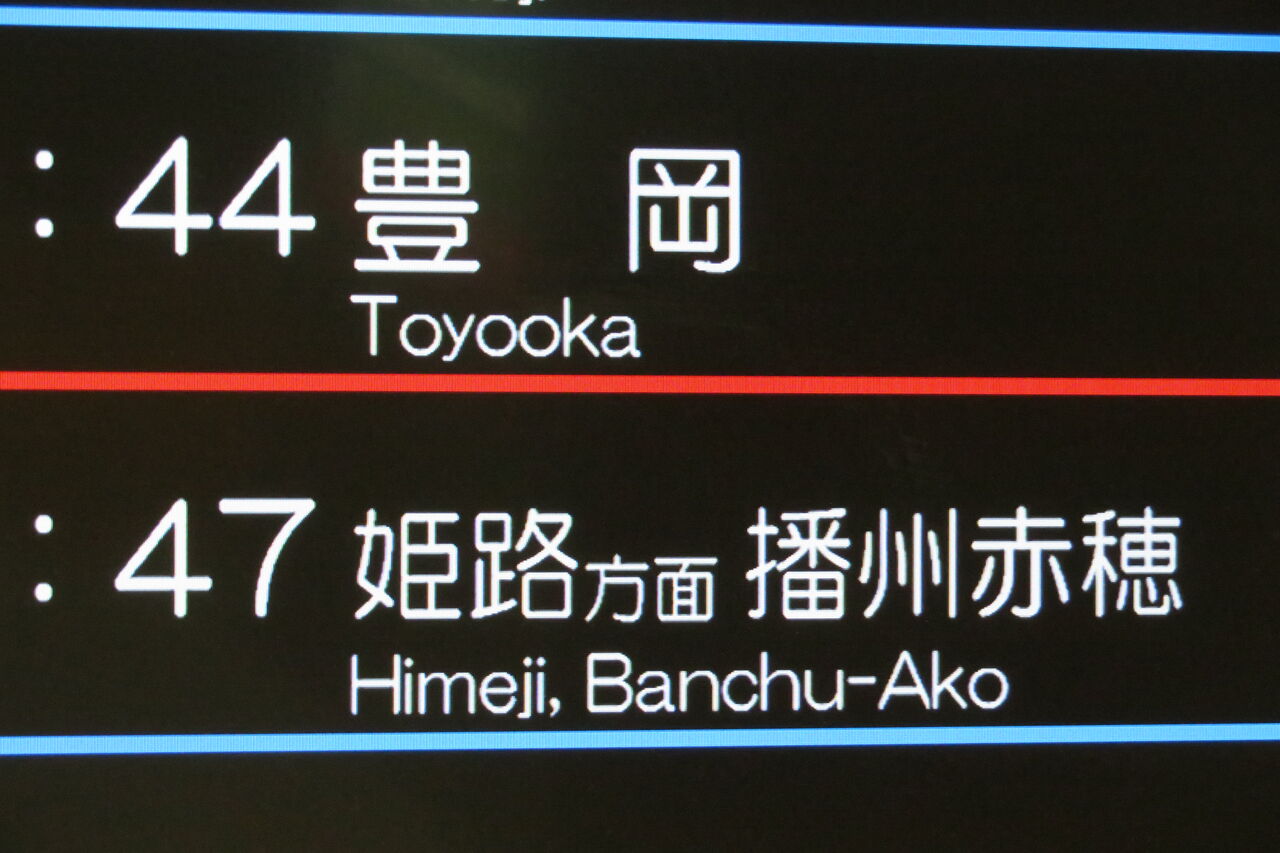 :44 豊 岡
Toyooka
:47 姫路方面 播州赤穂
Himeji, Banchu-Ako